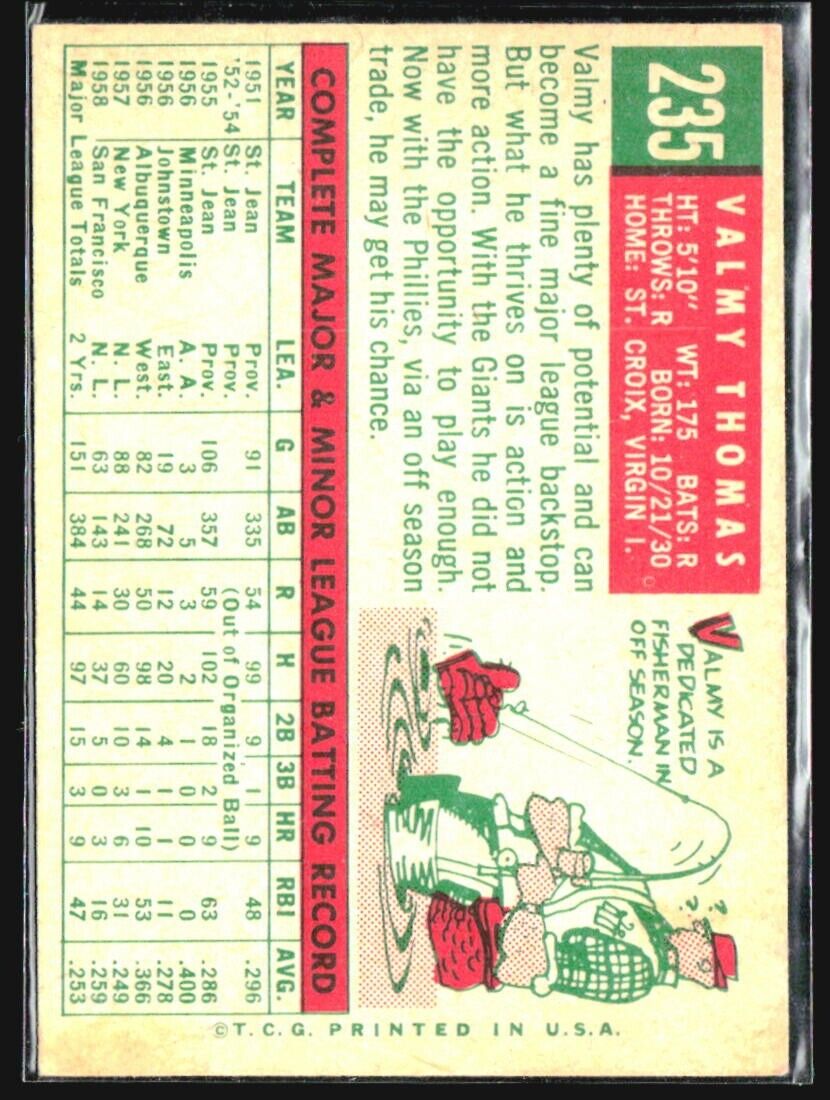 235
VALMY THOMAS
HT: 5'10" WT: 175 BATS: R
THROWS: R BORN: 10/21/30
HOME: ST. CROIX, VIRGIN I.
Valmy has plenty of potential and can
become a fine major league backstop.
But what he thrives on is action and
more action. With the Giants he did not
have the opportunity to play enough.
Now with the Phillies, via an off season
trade, he may get his chance.
VALMY IS A
DEDICATED
FISHERMAN IN
OFF SEASON.
? ? ?
COMPLETE MAJOR & MINOR LEAGUE BATTING RECORD
YEAR TEAM LEA. G AB R H 2B 3B HR RBI AVG.
1951 St. Jean Prov. 91 335 54 99 9 1 9 48 .296
'52-'54 St. Jean Prov. (Out of Organized Ball)
1955 St. Jean Prov. 106 357 59 102 18 2 9 63 .286
1956 Minneapolis A. A. 3 5 3 2 1 0 0 0 .400
1956 Johnstown East. 19 72 12 20 4 1 1 11 .278
1956 Albuquerque West. 82 268 50 98 14 1 10 53 .366
1957 New York N. L. 88 241 30 60 10 3 6 31 .249
1958 San Francisco N. L. 63 143 14 37 5 0 3 16 .259
Major League Totals 2 Yrs. 151 384 44 97 15 3 9 47 .253
©T.C.G. PRINTED IN U.S.A.